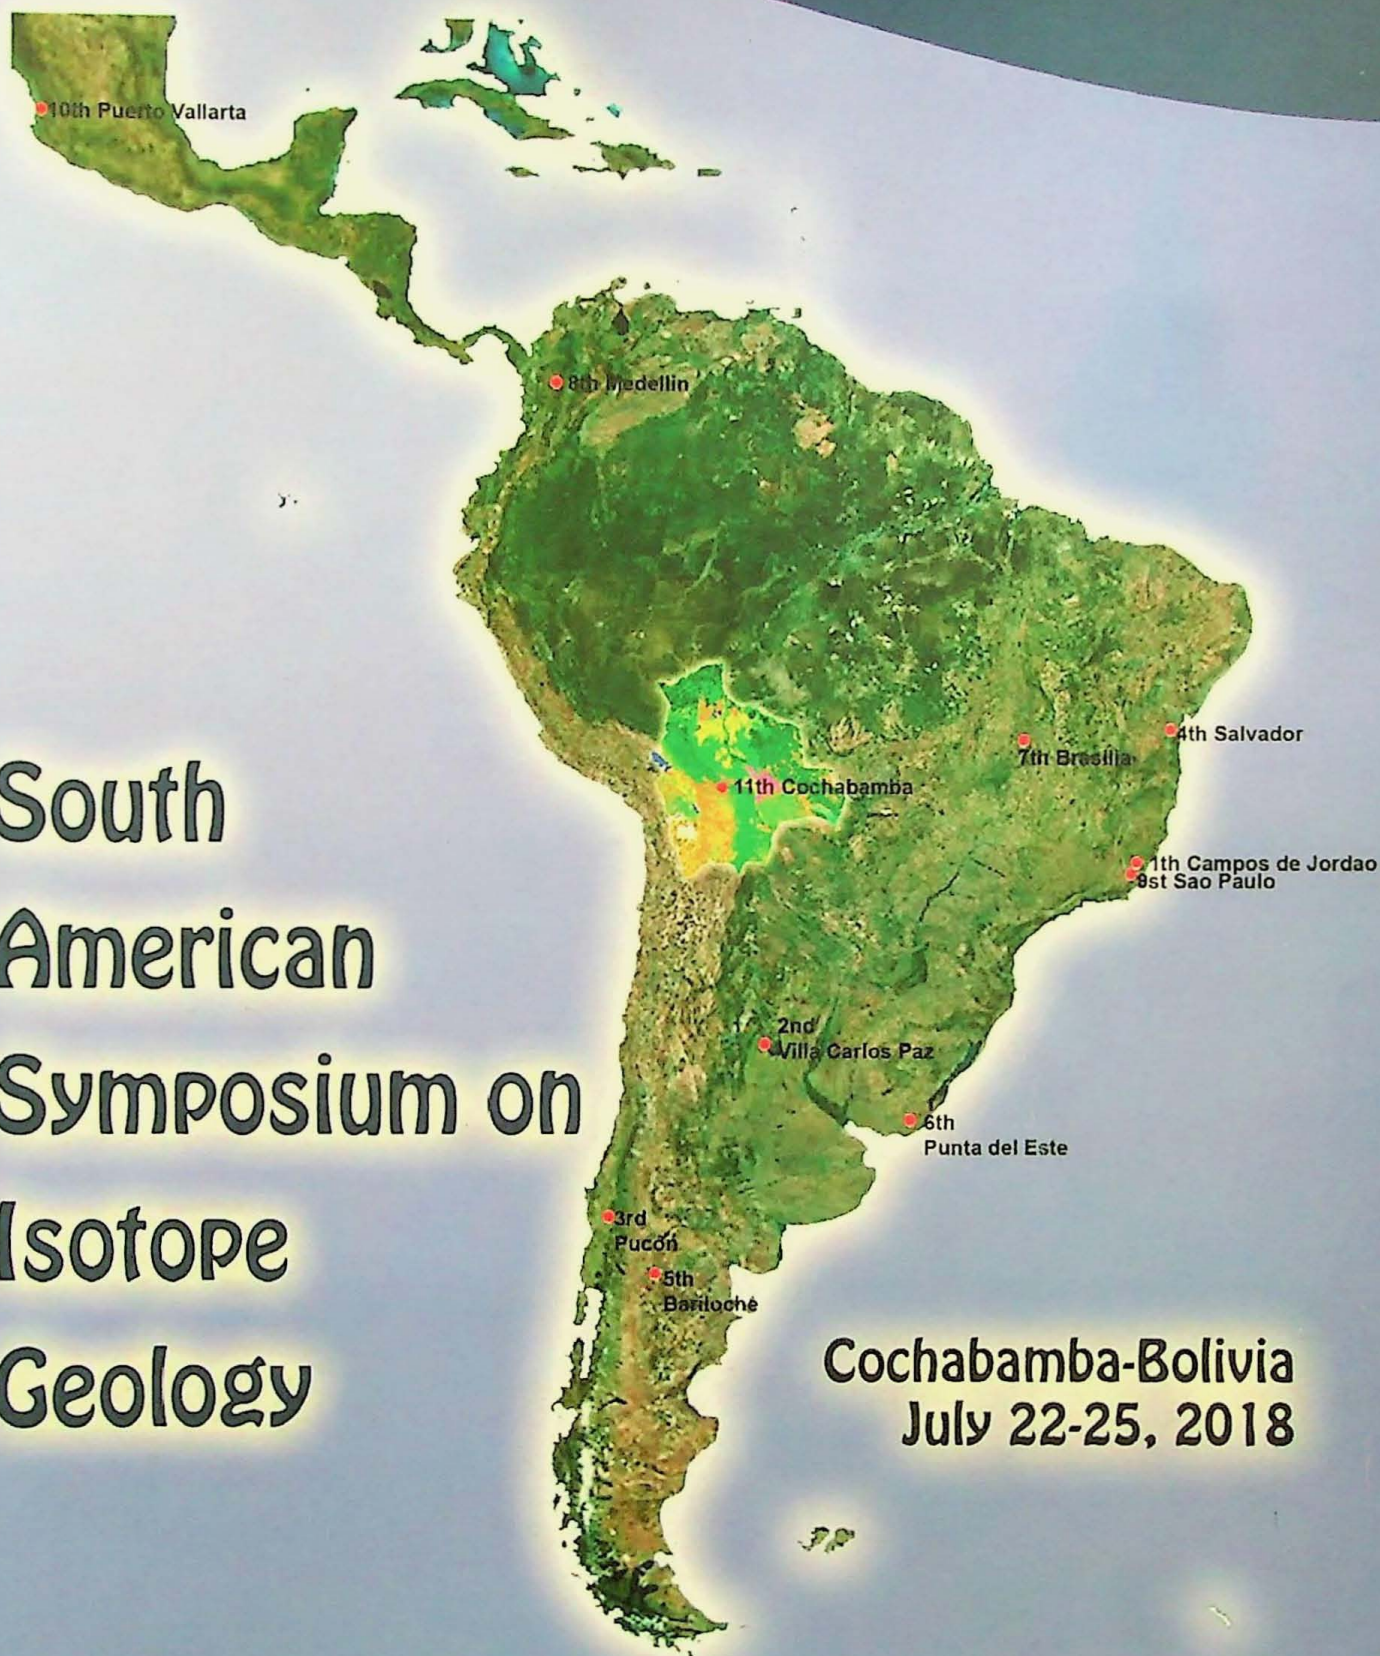 10th Puerto Vallarta
8th Medellin
4th Salvador
7th Brasilia
11th Cochabamba
1th Campos de Jordao
9st Sao Paulo
2nd
Villa Carlos Paz
6th
Punta del Este
3rd
Pucón
5th
Bariloche
South
American
Symposium on
Isotope
Geology
Cochabamba-Bolivia
July 22-25, 2018